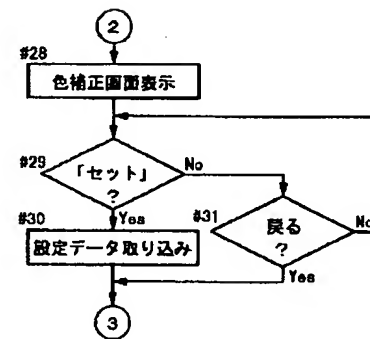 2
#28
色補正画面表示
#29
「セット」
?
No
Yes
#30
設定データ取り込み
#31
戻る
?
No
Yes
3